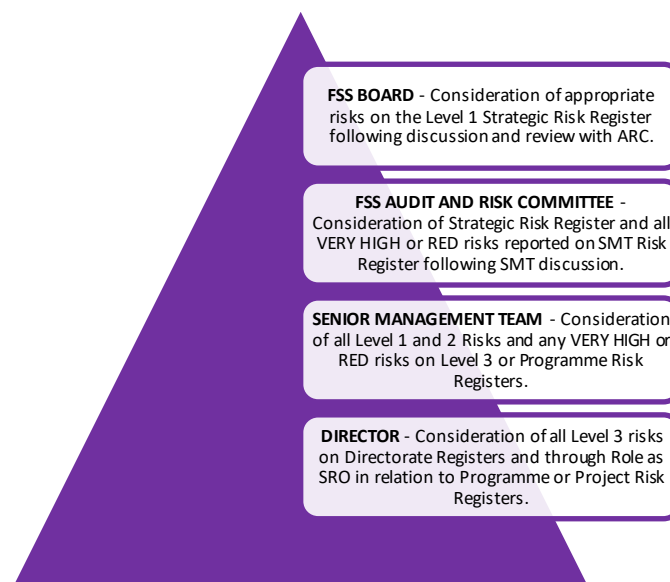 FSS BOARD - Consideration of appropriate
risks on the Level 1 Strategic Risk Register
following discussion and review with ARC.
FSS AUDIT AND RISK COMMITTEE -
Consideration of Strategic Risk Register and all
VERY HIGH or RED risks reported on SMT Risk
Register following SMT discussion.
SENIOR MANAGEMENT TEAM - Consideration
of all Level 1 and 2 Risks and any VERY HIGH or
RED risks on Level 3 or Programme Risk
Registers.
DIRECTOR - Consideration of all Level 3 risks
on Directorate Registers and through Role as
SRO in relation to Programme or Project Risk
Registers.